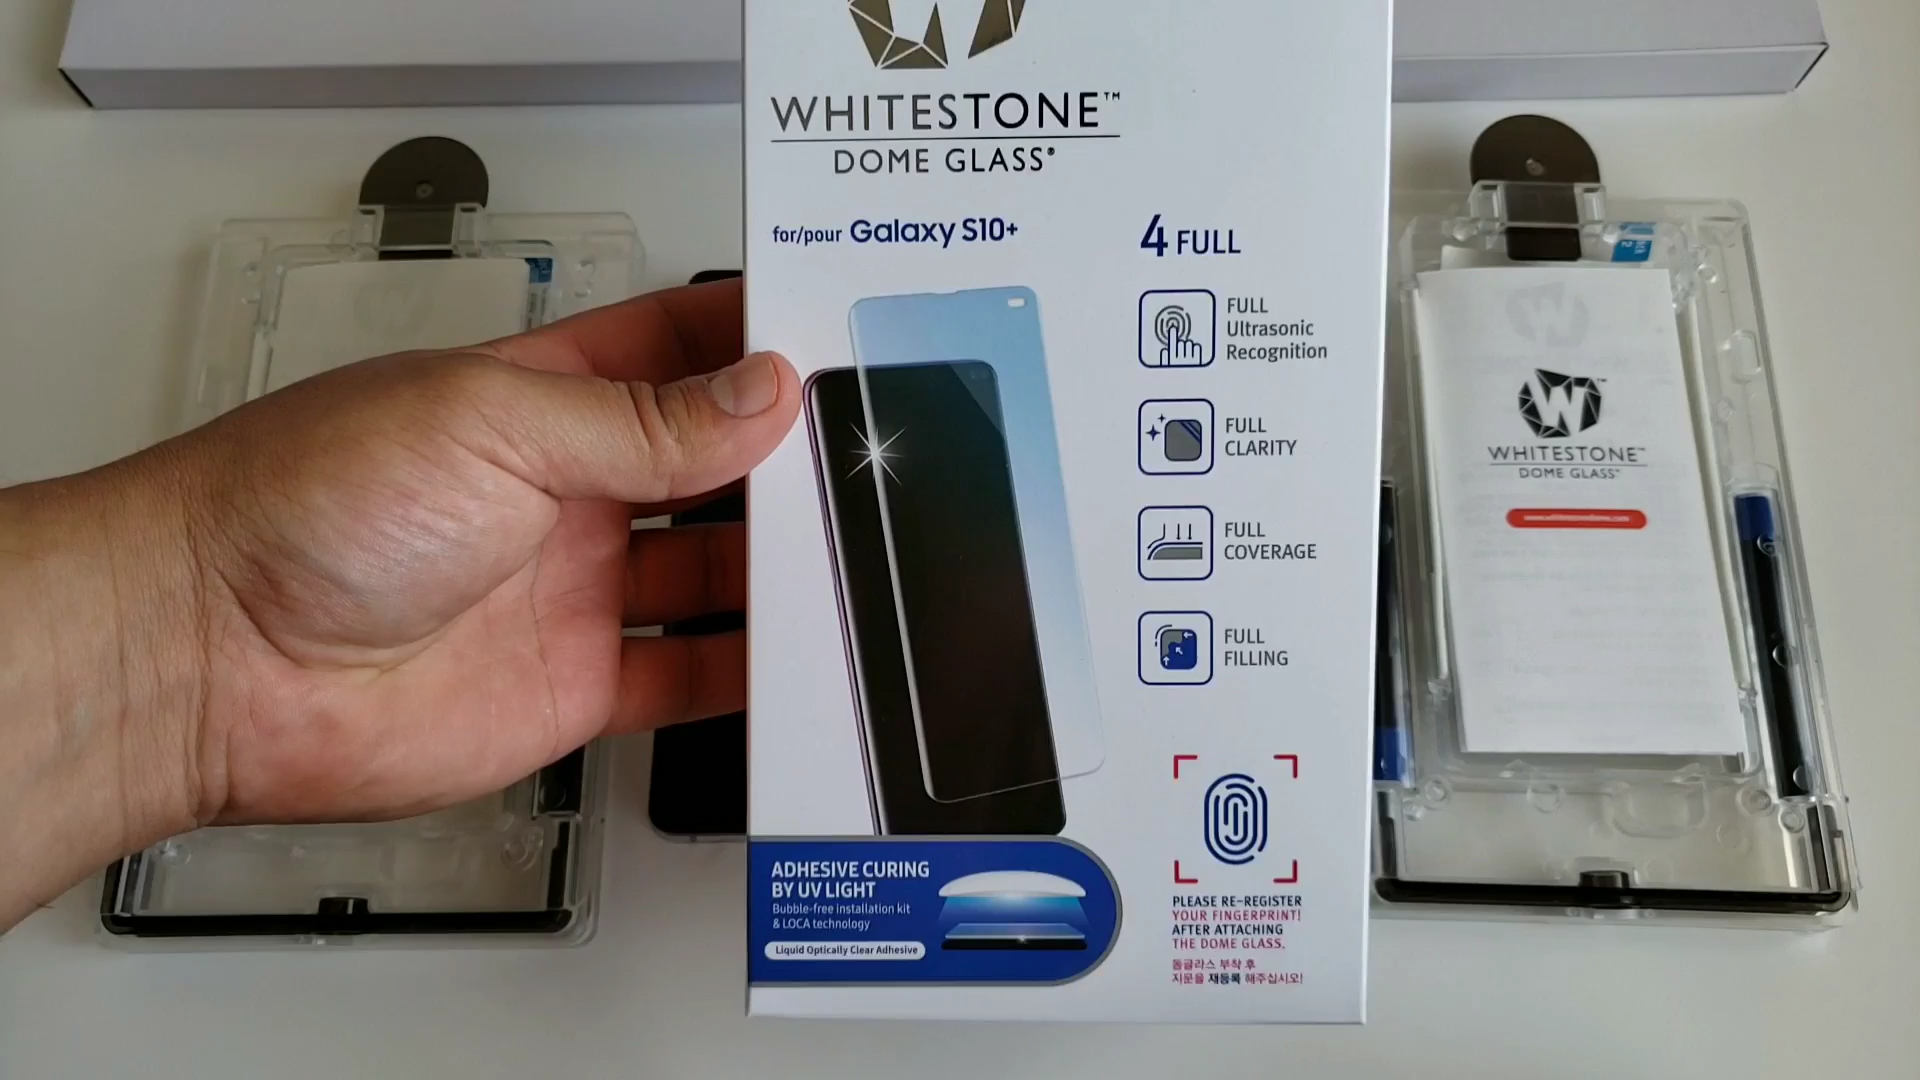 WHITESTONE™
DOME GLASS®
for/pour Galaxy S10+
4 FULL
FULL
Ultrasonic
Recognition
FULL
CLARITY
FULL
COVERAGE
FULL
FILLING
ADHESIVE CURING
BY UV LIGHT
Bubble-free installation kit
& LOCA technology
Liquid Optically Clear Adhesive
PLEASE RE-REGISTER
YOUR FINGERPRINT!
AFTER ATTACHING
THE DOME GLASS.
돔글라스 부착 후
지문을 재등록 해주십시오!
WHITESTONE™
DOME GLASS®